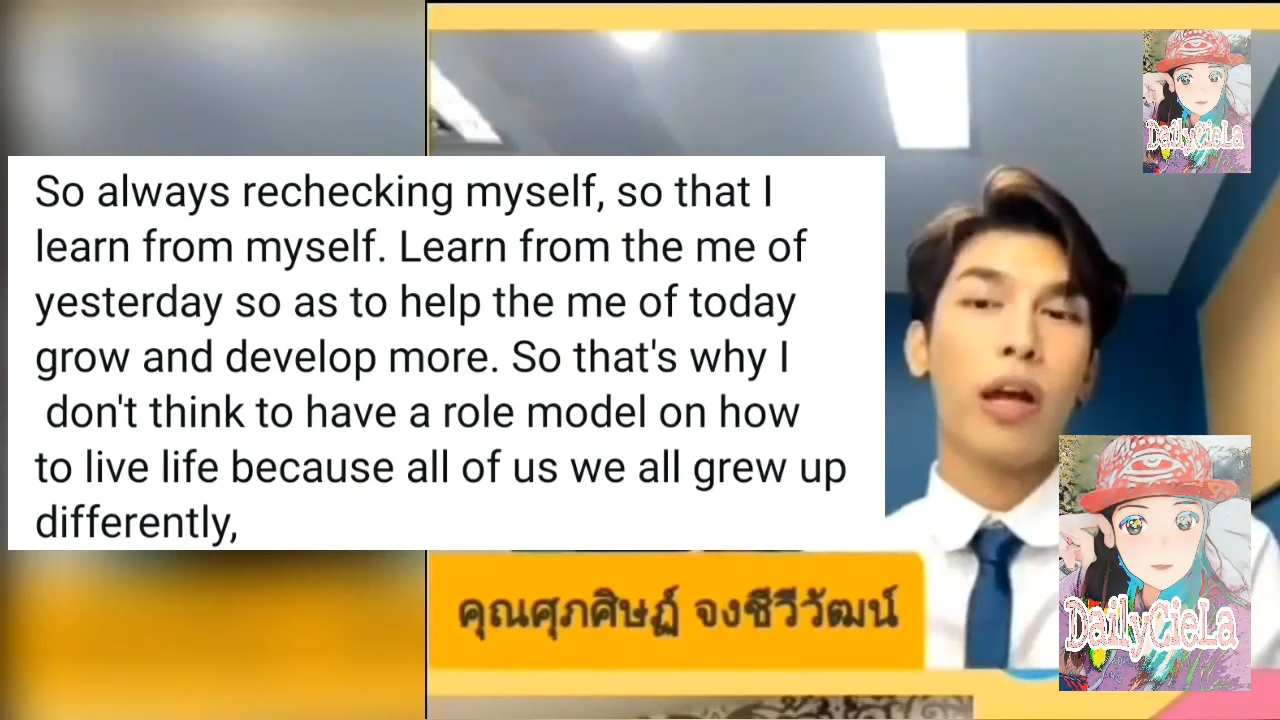 So always rechecking myself, so that I
learn from myself. Learn from the me of
yesterday so as to help the me of today
grow and develop more. So that's why I
don't think to have a role model on how
to live life because all of us we all grew up
differently,
คุณศุภศิษฏ์ จงชีวีวัฒน์
DailyCieLa
DailyCieLa